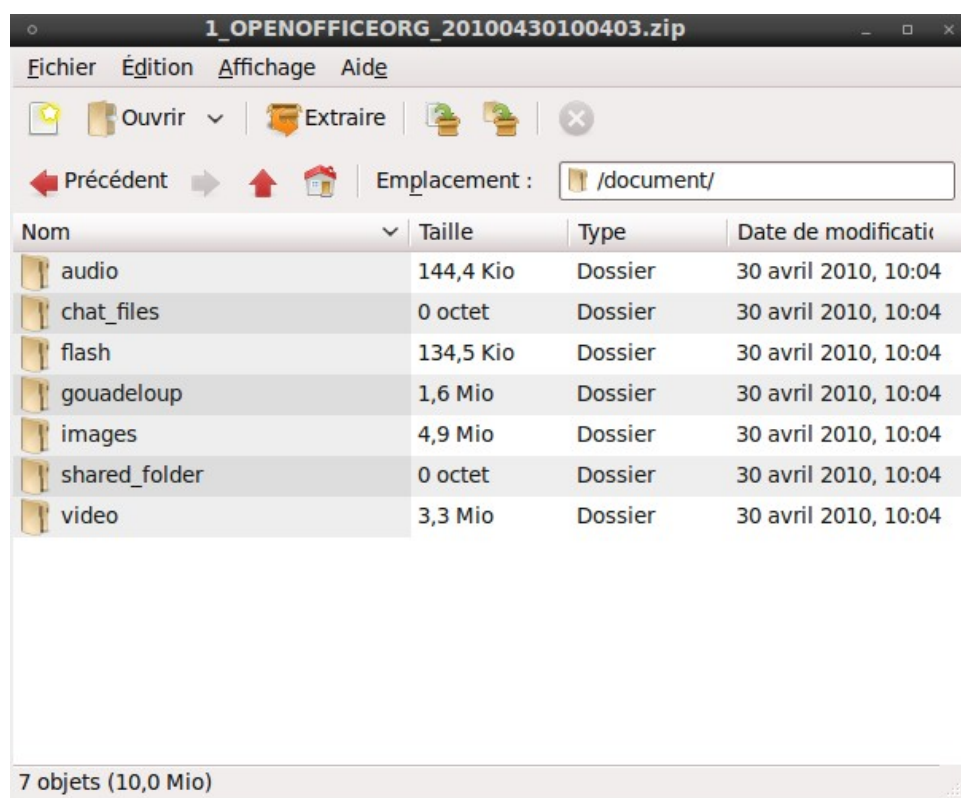 1_OPENOFFICEORG_20100430100403.zip
Fichier Édition Affichage Aide
Ouvrir Extraire
Précédent Emplacement : /document/
Nom Taille Type Date de modificatic
audio 144,4 Kio Dossier 30 avril 2010, 10:04
chat_files 0 octet Dossier 30 avril 2010, 10:04
flash 134,5 Kio Dossier 30 avril 2010, 10:04
gouadeloup 1,6 Mio Dossier 30 avril 2010, 10:04
images 4,9 Mio Dossier 30 avril 2010, 10:04
shared_folder 0 octet Dossier 30 avril 2010, 10:04
video 3,3 Mio Dossier 30 avril 2010, 10:04
7 objets (10,0 Mio)